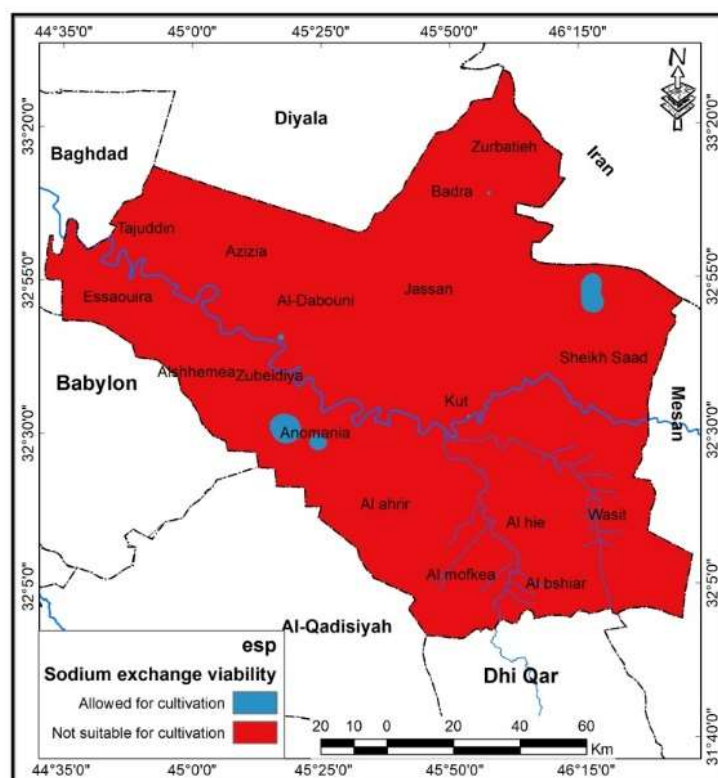 44°35'0" 45°0'0" 45°25'0" 45°50'0" 46°15'0"
N
33°20'0" 33°20'0"
Diyala
Zurbatieh
Iran
Baghdad
Badra
Tajuddin
Azizia
32°55'0" 32°55'0"
Jassan
Essaouira
Al-Dabouni
Sheikh Saad
Alshhemea
Zubeidiya
Babylon
Kut
Mesan
32°30'0" 32°30'0"
Anomania
Al ahrir
Al hie
Wasit
Al mofkea
Al bshiar
32°5'0" 32°5'0"
Al-Qadisiyah
Dhi Qar
esp
Sodium exchange viability
Allowed for cultivation
Not suitable for cultivation
20 10 0 20 40 60
Km
31°40'0" 31°40'0"
44°35'0" 45°0'0" 45°25'0" 45°50'0" 46°15'0"